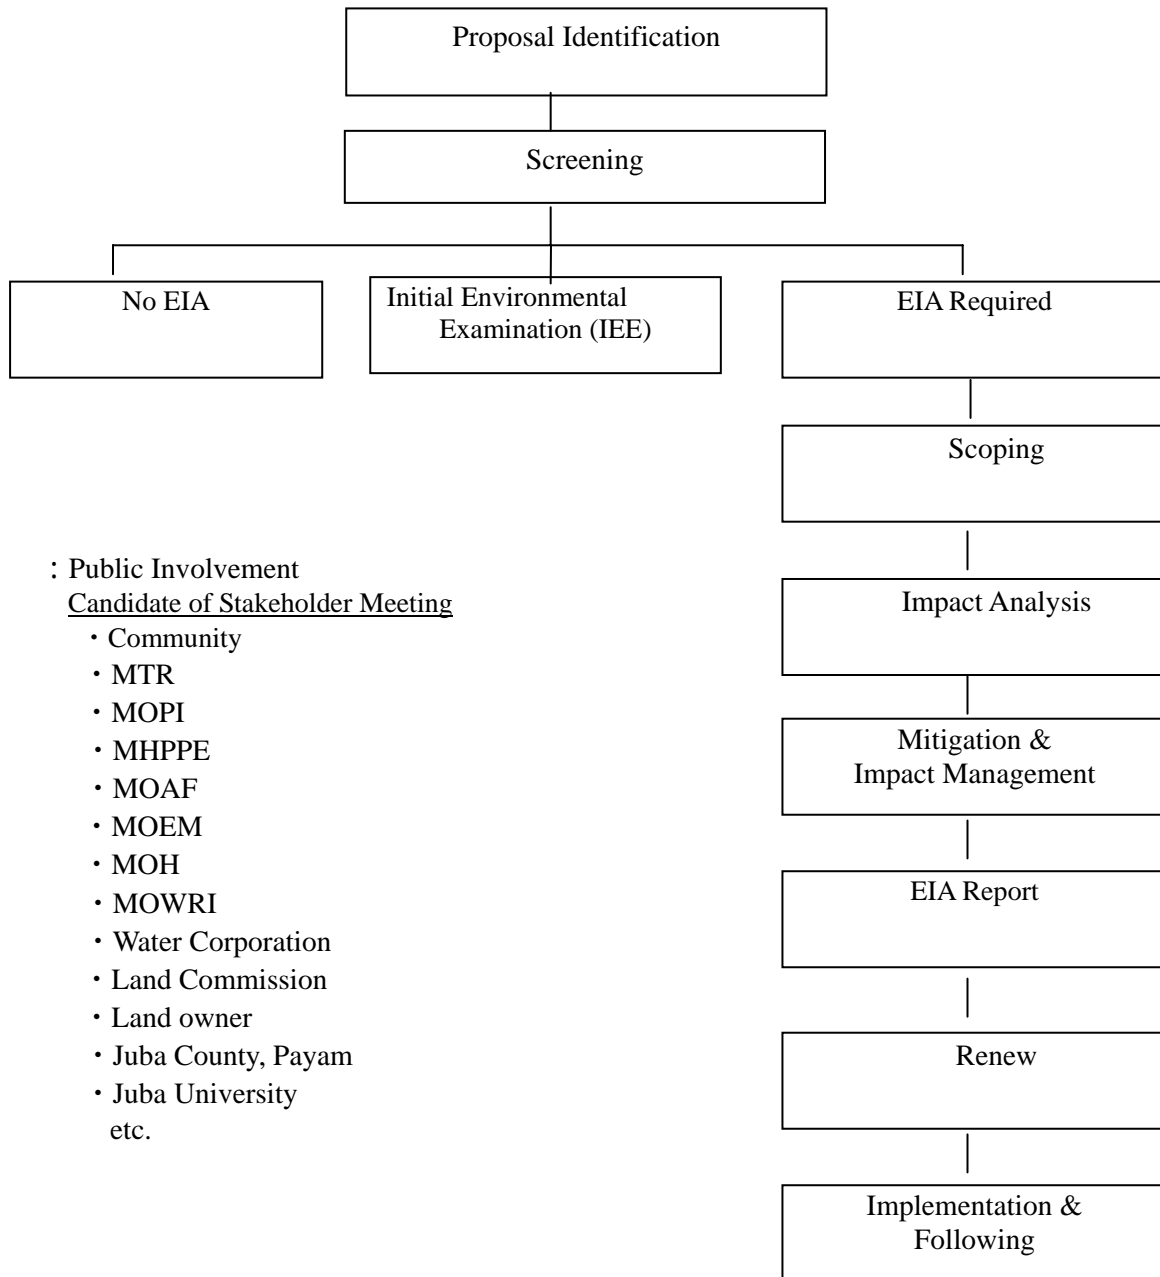 Proposal Identification
Screening
No EIA
Initial Environmental
Examination (IEE)
EIA Required
Scoping
Impact Analysis
Mitigation &
Impact Management
EIA Report
Renew
Implementation &
Following
: Public Involvement
Candidate of Stakeholder Meeting
・Community
・MTR
・MOPI
・MHPPE
・MOAF
・MOEM
・MOH
・MOWRI
・Water Corporation
・Land Commission
・Land owner
・Juba County, Payam
・Juba University
etc.